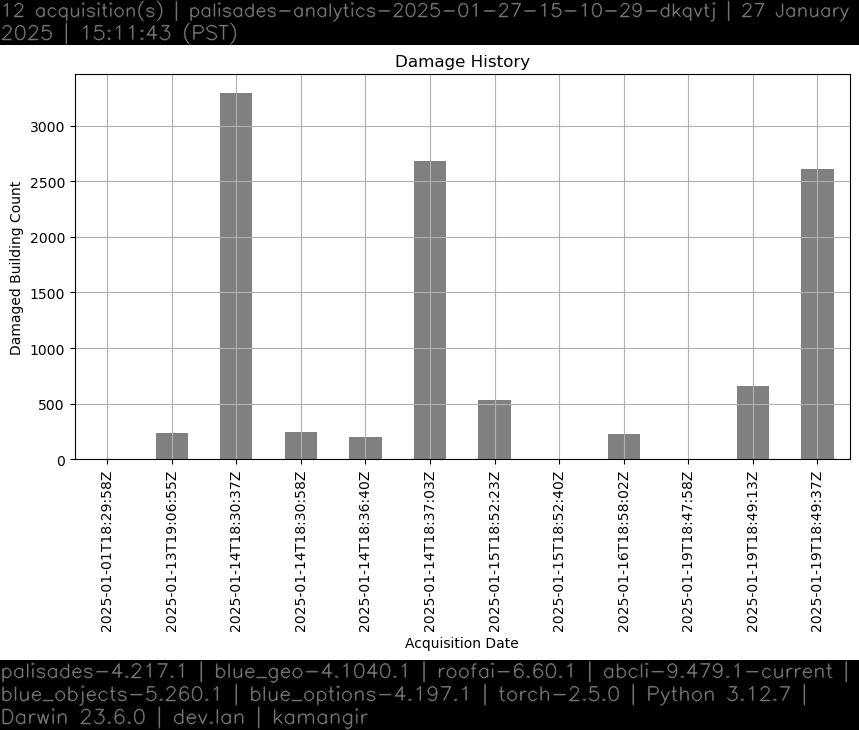 12 acquisition(s) | palisades-analytics-2025-01-27-15-10-29-dkqvtj | 27 January
2025 | 15:11:43 (PST)
Damage History
Damaged Building Count
3000
2500
2000
1500
1000
500
0
2025-01-01T18:29:58Z
2025-01-13T19:06:55Z
2025-01-14T18:30:37Z
2025-01-14T18:30:58Z
2025-01-14T18:36:40Z
2025-01-14T18:37:03Z
2025-01-15T18:52:23Z
2025-01-15T18:52:40Z
2025-01-16T18:58:02Z
2025-01-19T18:47:58Z
2025-01-19T18:49:13Z
2025-01-19T18:49:37Z
Acquisition Date
palisades-4.217.1 | blue_geo-4.1040.1 | roofai-6.60.1 | abcli-9.479.1-current |
blue_objects-5.260.1 | blue_options-4.197.1 | torch-2.5.0 | Python 3.12.7 |
Darwin 23.6.0 | dev.lan | kamangir